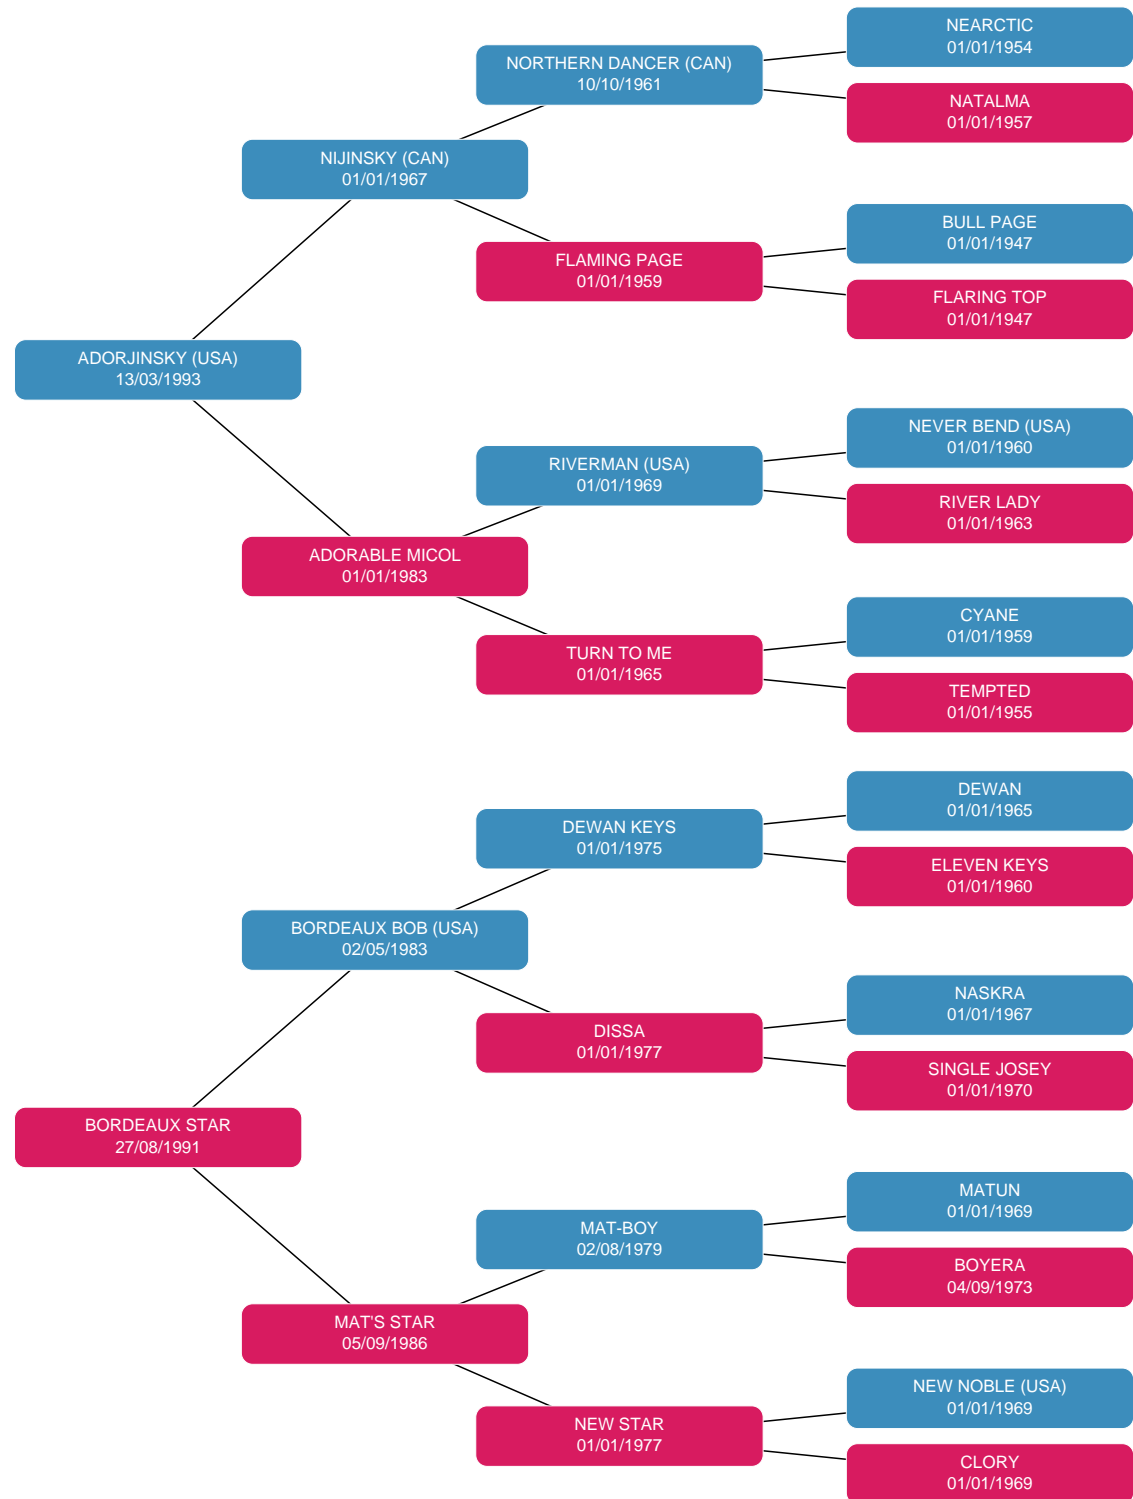 NEARCTIC
01/01/1954
NORTHERN DANCER (CAN)
10/10/1961
NATALMA
01/01/1957
NIJINSKY (CAN)
01/01/1967
BULL PAGE
01/01/1947
FLAMING PAGE
01/01/1959
FLARING TOP
01/01/1947
ADORJINSKY (USA)
13/03/1993
NEVER BEND (USA)
01/01/1960
RIVERMAN (USA)
01/01/1969
RIVER LADY
01/01/1963
ADORABLE MICOL
01/01/1983
CYANE
01/01/1959
TURN TO ME
01/01/1965
TEMPTED
01/01/1955
DEWAN
01/01/1965
DEWAN KEYS
01/01/1975
ELEVEN KEYS
01/01/1960
BORDEAUX BOB (USA)
02/05/1983
NASKRA
01/01/1967
DISSA
01/01/1977
SINGLE JOSEY
01/01/1970
BORDEAUX STAR
27/08/1991
MATUN
01/01/1969
MAT-BOY
02/08/1979
BOYERA
04/09/1973
MAT'S STAR
05/09/1986
NEW NOBLE (USA)
01/01/1969
NEW STAR
01/01/1977
CLORY
01/01/1969